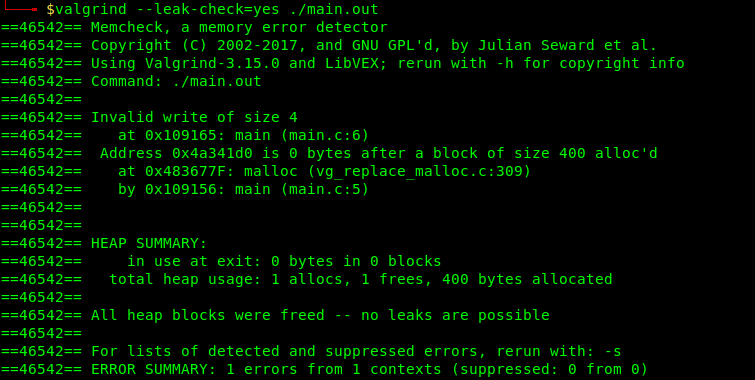 └──╼ $valgrind --leak-check=yes ./main.out
==46542== Memcheck, a memory error detector
==46542== Copyright (C) 2002-2017, and GNU GPL'd, by Julian Seward et al.
==46542== Using Valgrind-3.15.0 and LibVEX; rerun with -h for copyright info
==46542== Command: ./main.out
==46542==
==46542== Invalid write of size 4
==46542==    at 0x109165: main (main.c:6)
==46542==  Address 0x4a341d0 is 0 bytes after a block of size 400 alloc'd
==46542==    at 0x483677F: malloc (vg_replace_malloc.c:309)
==46542==    by 0x109156: main (main.c:5)
==46542==
==46542==
==46542== HEAP SUMMARY:
==46542==     in use at exit: 0 bytes in 0 blocks
==46542==   total heap usage: 1 allocs, 1 frees, 400 bytes allocated
==46542==
==46542== All heap blocks were freed -- no leaks are possible
==46542==
==46542== For lists of detected and suppressed errors, rerun with: -s
==46542== ERROR SUMMARY: 1 errors from 1 contexts (suppressed: 0 from 0)